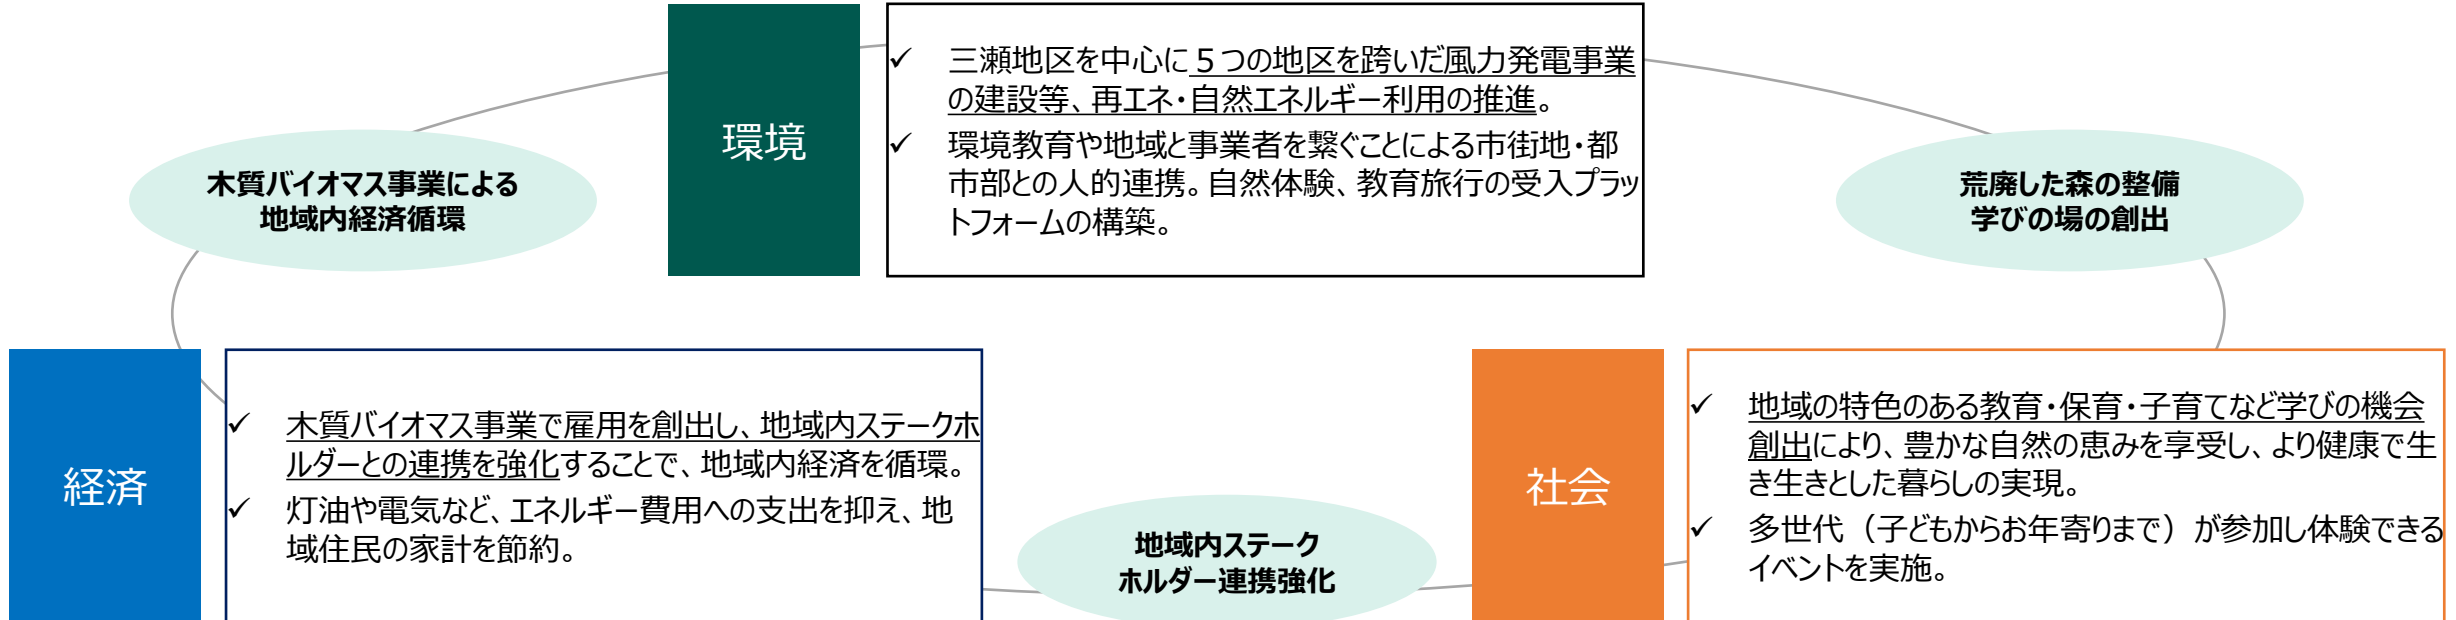 環境
✓ 三瀬地区を中心に５つの地区を跨いだ風力発電事業
の建設等、再エネ・自然エネルギー利用の推進。
✓ 環境教育や地域と事業者を繋ぐことによる市街地・都
市部との人的連携。自然体験、教育旅行の受入プラッ
トフォームの構築。
木質バイオマス事業による
地域内経済循環
荒廃した森の整備
学びの場の創出
経済
✓ 木質バイオマス事業で雇用を創出し、地域内ステークホ
ルダーとの連携を強化することで、地域内経済を循環。
✓ 灯油や電気など、エネルギー費用への支出を抑え、地
域住民の家計を節約。
地域内ステーク
ホルダー連携強化
社会
✓ 地域の特色のある教育・保育・子育てなど学びの機会
創出により、豊かな自然の恵みを享受し、より健康で生
き生きとした暮らしの実現。
✓ 多世代（子どもからお年寄りまで）が参加し体験できる
イベントを実施。